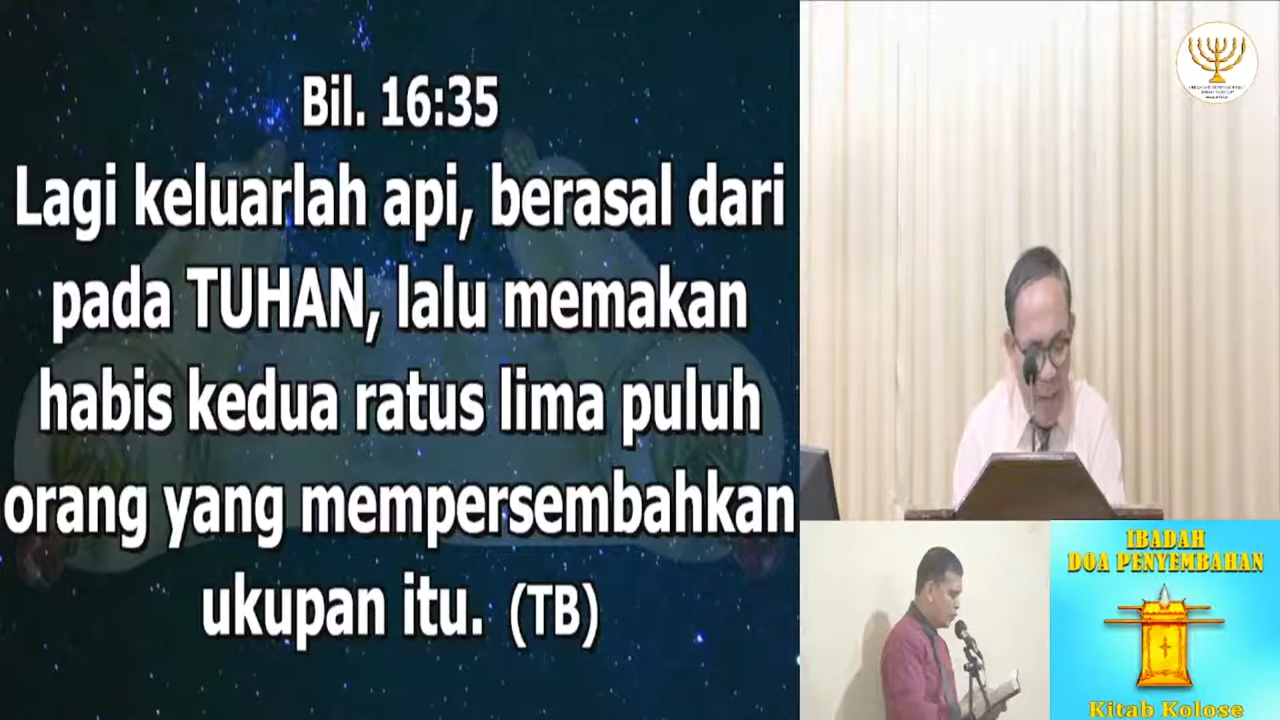 Bil. 16:35
Lagi keluarlah api, berasal dari
pada TUHAN, lalu memakan
habis kedua ratus lima puluh
orang yang mempersembahkan
ukupan itu. (TB)
IBADAH
DOA PENYEMBAHAN
Kitab Kolose